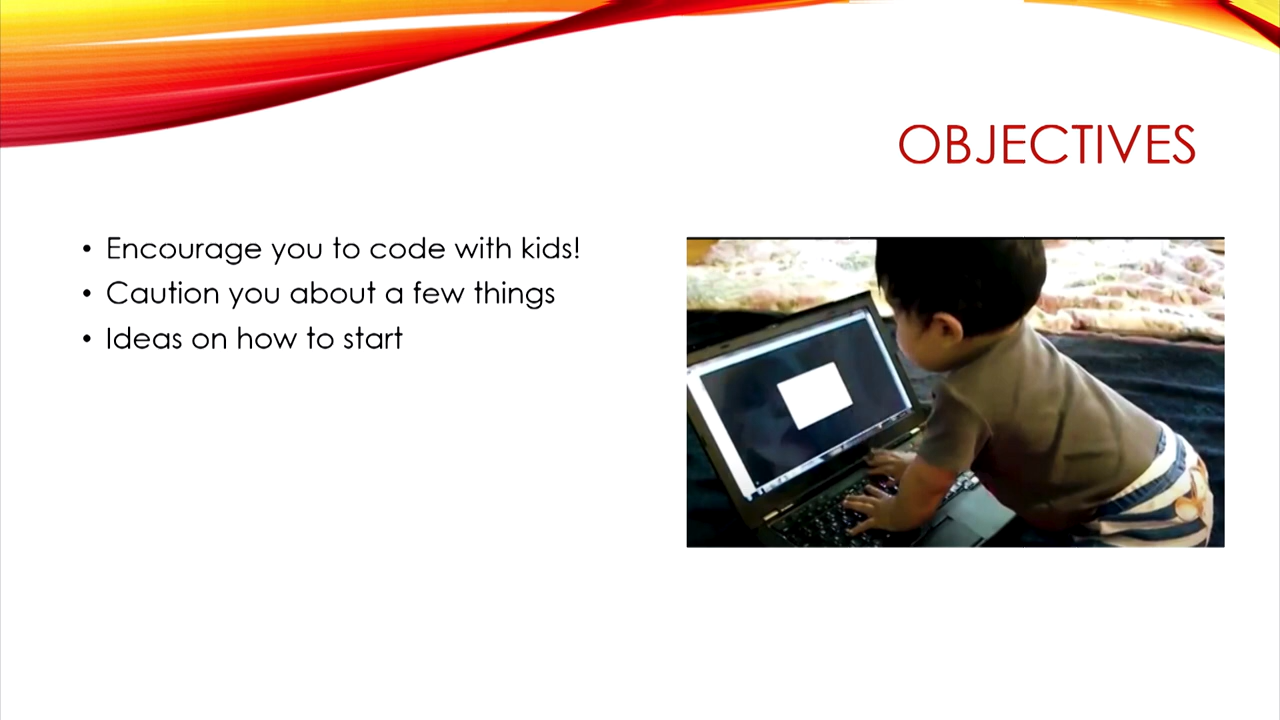 OBJECTIVES
• Encourage you to code with kids!
• Caution you about a few things
• Ideas on how to start